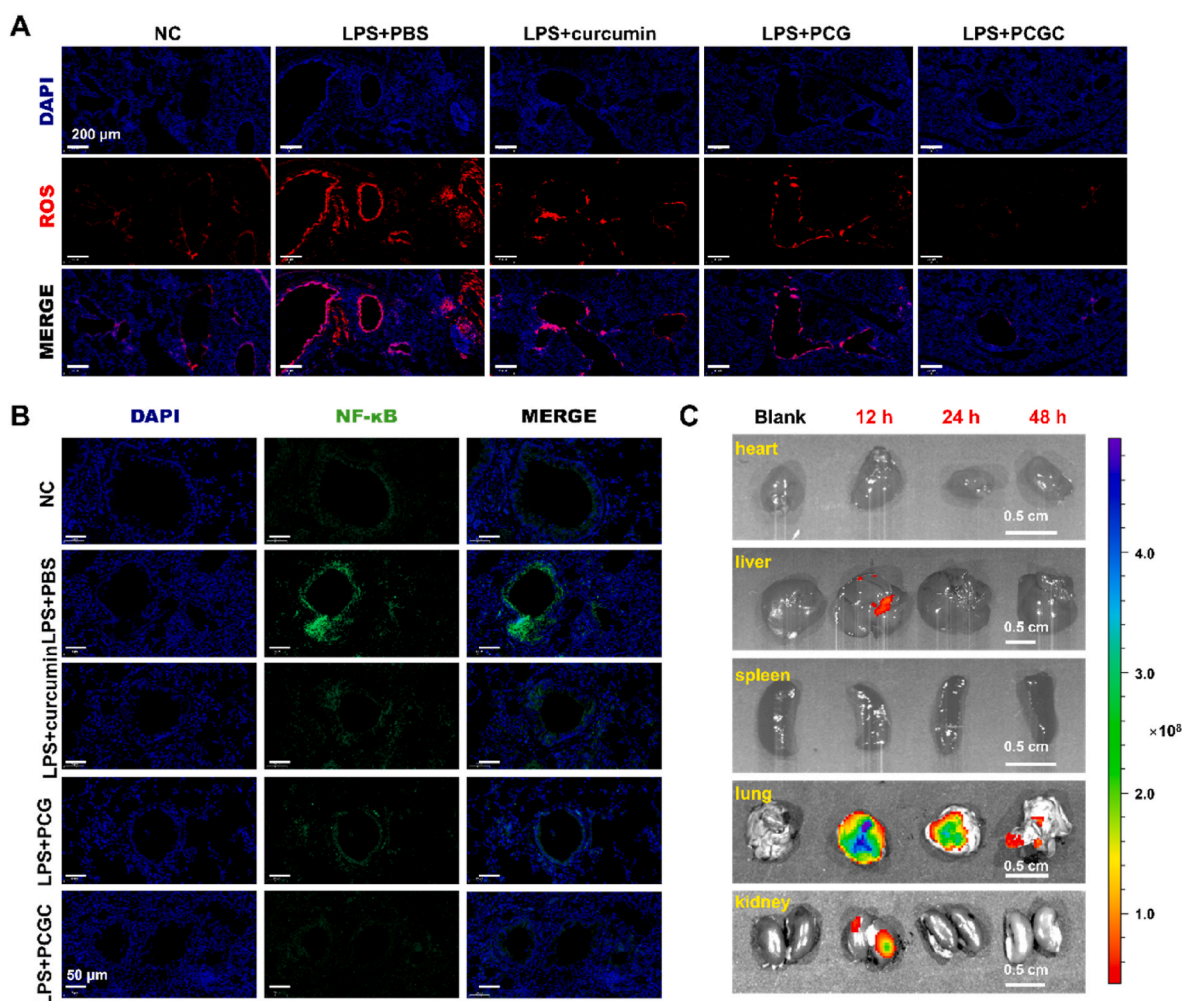 A
NC LPS+PBS LPS+curcumin LPS+PCG LPS+PCGC
DAPI
200 μm
ROS
MERGE
B
DAPI NF-κB MERGE
NC
LPS+PBS
LPS+curcumin
LPS+PCG
LPS+PCGC
50 μm
C
Blank 12 h 24 h 48 h
heart
0.5 cm
liver
0.5 cm
spleen
0.5 cm
lung
0.5 cm
kidney
0.5 cm
4.0
3.0
×10⁸
2.0
1.0